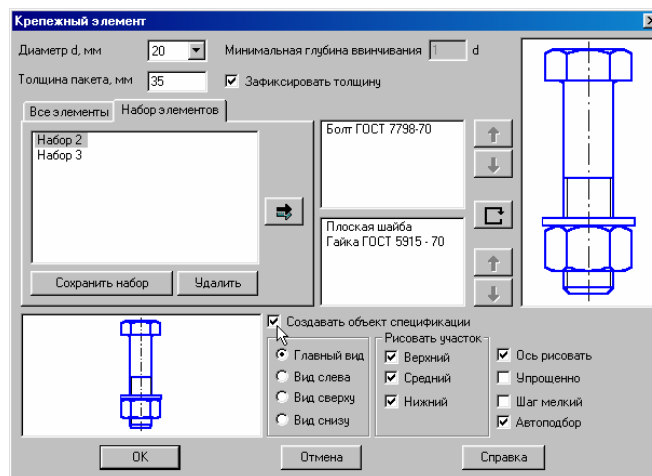 Крепежный элемент
Диаметр d, мм 20 Минимальная глубина ввинчивания 1 d
Толщина пакета, мм 35 Зафиксировать толщину
Все элементы Набор элементов
Набор 2
Набор 3
Болт ГОСТ 7798-70
Плоская шайба
Гайка ГОСТ 5915 - 70
Сохранить набор Удалить
Создавать объект спецификации
Рисовать участок
Главный вид Верхний Ось рисовать
Вид слева Средний Упрощенно
Вид сверху Нижний Шаг мелкий
Вид снизу Автоподбор
OK Отмена Справка